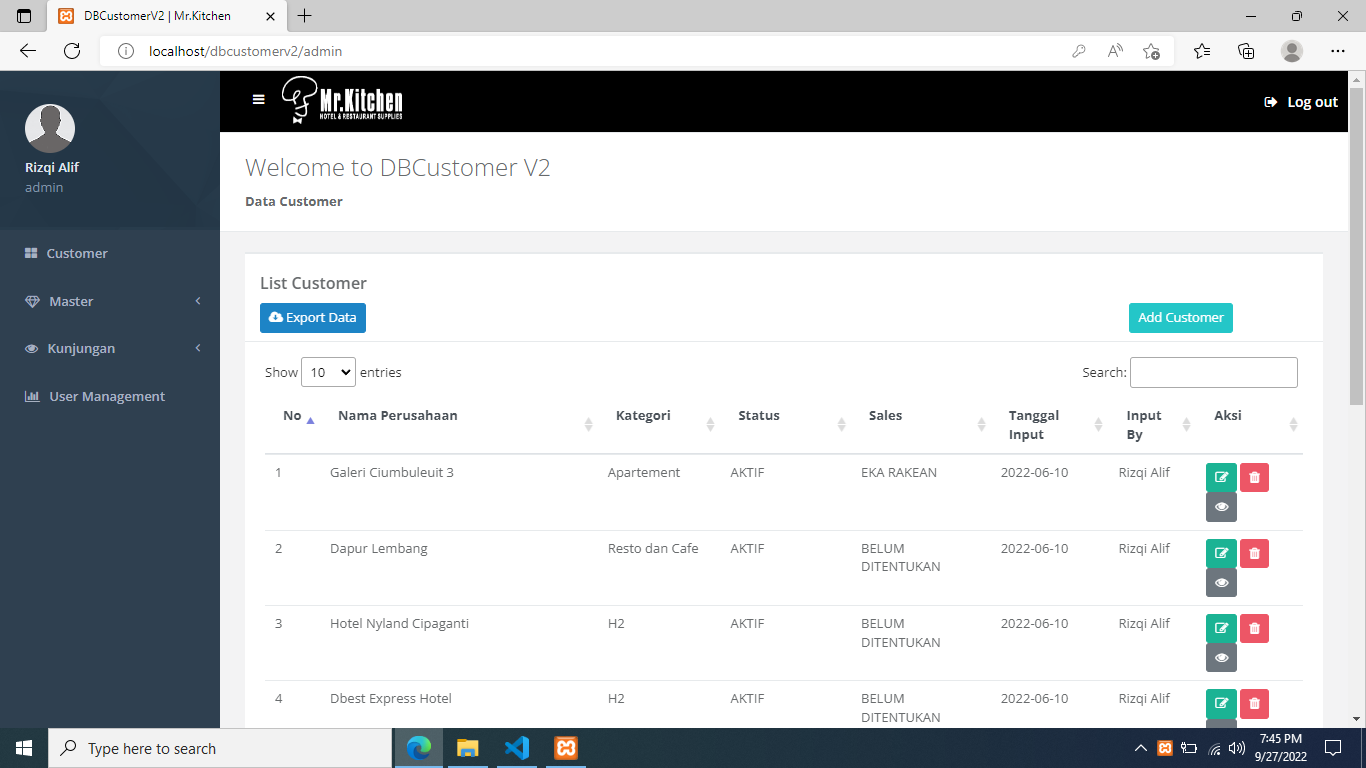 DBCustomerV2 | Mr.Kitchen
localhost/dbcustomerv2/admin
Rizqi Alif
admin
Customer
Master
Kunjungan
User Management
Mr.Kitchen
HOTEL & RESTAURANT SUPPLIES
Log out
Welcome to DBCustomer V2
Data Customer
List Customer
Export Data
Add Customer
Show 10 entries
Search:
No Nama Perusahaan Kategori Status Sales Tanggal Input Input By Aksi
1 Galeri Ciumbuleuit 3 Apartement AKTIF EKA RAKEAN 2022-06-10 Rizqi Alif
2 Dapur Lembang Resto dan Cafe AKTIF BELUM DITENTUKAN 2022-06-10 Rizqi Alif
3 Hotel Nyland Cipaganti H2 AKTIF BELUM DITENTUKAN 2022-06-10 Rizqi Alif
4 Dbest Express Hotel H2 AKTIF BELUM DITENTUKAN 2022-06-10 Rizqi Alif
Type here to search
7:45 PM
9/27/2022